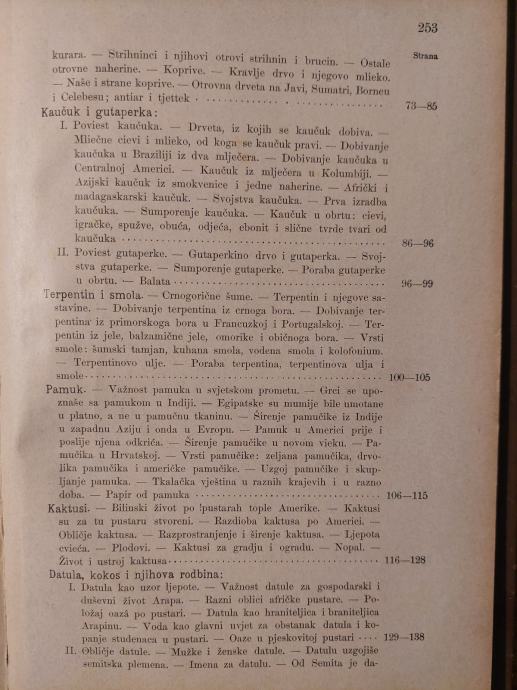 253
Strana
kurara. — Strihninci i njihovi otrovi strihnin i brucin. — Ostale
otrovne naherine. — Koprive. — Kravlje drvo i njegovo mlieko.
— Naše i strane koprive. — Otrovna drveta na Javi, Sumatri, Borneu
i Celebesu; antiar i tjettek . . . . . . . . . . . . . . . . . 73—85
Kaučuk i gutaperka:
I. Poviest kaučuka. — Drveta, iz kojih se kaučuk dobiva. —
Mliečne cievi i mlieko, od koga se kaučuk pravi. — Dobivanje
kaučuka u Braziliji iz dva mlječera. — Dobivanje kaučuka u
Centralnoj Americi. — Kaučuk iz mlječera u Kolumbiji. —
Azijski kaučuk iz smokvenice i jedne naherine. — Afrički i
madagaskarski kaučuk. — Svojstva kaučuka. — Prva izradba
kaučuka. — Sumporenje kaučuka. — Kaučuk u obrtu: cievi,
igračke, spužve, obuća, odjeća, ebonit i slične tvrde tvari od
kaučuka . . . . . . . . . . . . . . . . . . . . . . . . . 86—96
II. Poviest gutaperke. — Gutaperkino drvo i gutaperka. — Svoj-
stva gutaperke. — Sumporenje gutaperke. — Poraba gutaperke
u obrtu. — Balata . . . . . . . . . . . . . . . . . . . . . 96—99
Terpentin i smola. — Crnogorične šume. — Terpentin i njegove sa-
stavine. — Dobivanje terpentina iz crnoga bora. — Dobivanje ter-
pentina iz primorskoga bora u Francuzkoj i Portugalskoj. — Ter-
pentin iz jele, balzamične jele, omorike i običnoga bora. — Vrsti
smole: šumski tamjan, kuhana smola, vodena smola i kolofonium.
— Terpentinovo ulje. — Poraba terpentina, terpentinova ulja i
smole . . . . . . . . . . . . . . . . . . . . . . . . . . . 100—105
Pamuk. — Važnost pamuka u svjetskom prometu. — Grci se upo-
znaše sa pamukom u Indiji. — Egipatske su mumije bile umotane
u platno, a ne u pamučnu tkaninu. — Širenje pamučike iz Indije
u zapadnu Aziju i onda u Evropu. — Pamuk u Americi prije i
poslije njena odkrića. — Širenje pamučike u novom vieku. — Pa-
mučika u Hrvatskoj. — Vrsti pamučike: zeljana pamučika, drvo-
lika pamučika i američke pamučike. — Uzgoj pamučike i skup-
ljanje pamuka. — Tkalačka vještina u raznih krajevih i u razno
doba. — Papir od pamuka . . . . . . . . . . . . . . . . . . 106—115
Kaktusi. — Bilinski život po pustarah tople Amerike. — Kaktusi
su za tu pustaru stvoreni. — Razdioba kaktusa po Americi. —
Obličje kaktusa. — Razprostranjenje i širenje kaktusa. — Ljepota
cvieća. — Plodovi. — Kaktusi za gradju i ogradu. — Nopal. —
Život i ustroj kaktusa . . . . . . . . . . . . . . . . . . . 116—128
Datula, kokos i njihova rodbina:
I. Datula kao uzor ljepote. — Važnost datule za gospodarski i
duševni život Arapa. — Razni oblici afričke pustare. — Po-
ložaj oazâ po pustari. — Datula kao hraniteljica i braniteljica
Arapinu. — Voda kao glavni uvjet za obstanak datula i ko-
panje studenaca u pustari. — Oaze u pjeskovitoj pustari . . . . 129—138
II. Obličje datule. — Mužke i ženske datule. — Datulu uzgojiše
semitska plemena. — Imena za datulu. — Od Semita je da-